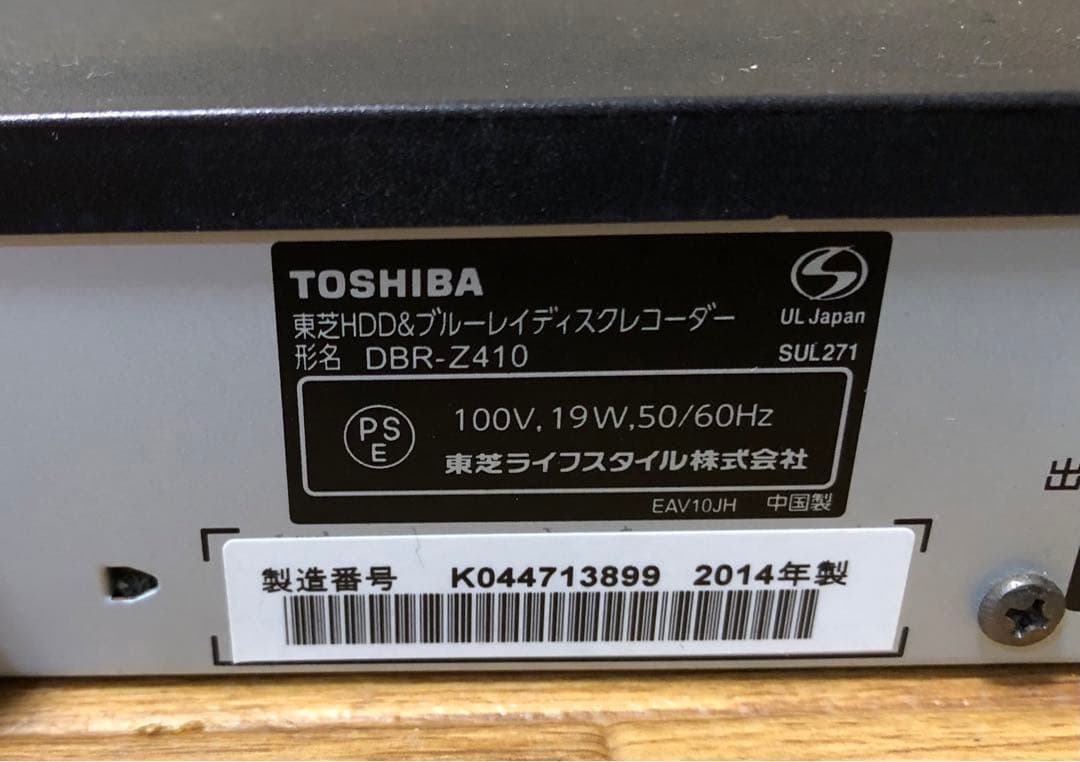 TOSHIBA
東芝HDD&ブルーレイディスクレコーダー
形名 DBR-Z410
UL Japan
SUL271
PS
E
100V, 19W, 50/60Hz
東芝ライフスタイル株式会社
EAV10JH 中国製
製造番号 K044713899 2014年製
出